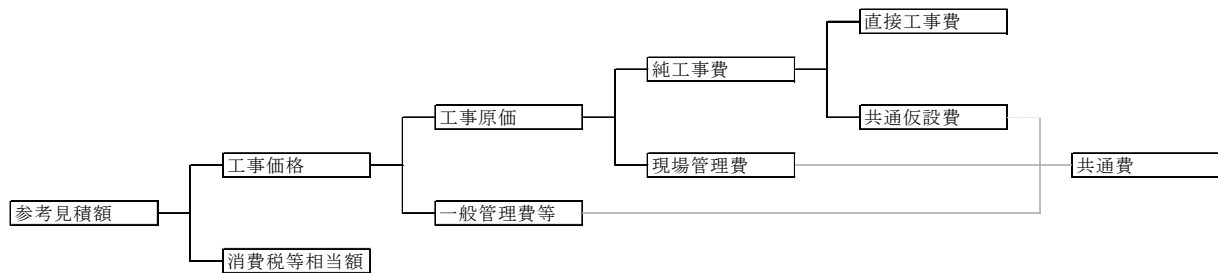 直接工事費
純工事費
工事原価
共通仮設費
工事価格
現場管理費
共通費
参考見積額
一般管理費等
消費税等相当額